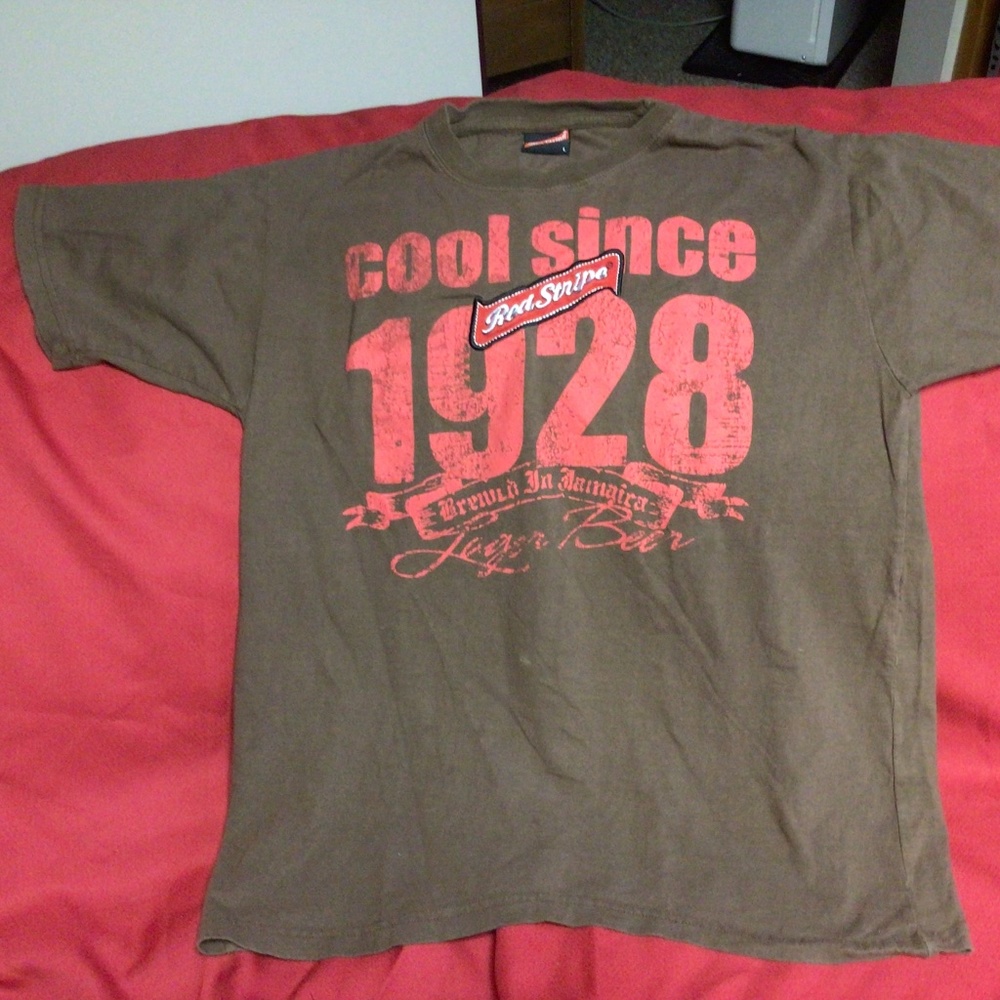 cool since
Red Stripe
1928
Brewed In Jamaica
Lager Beer
L